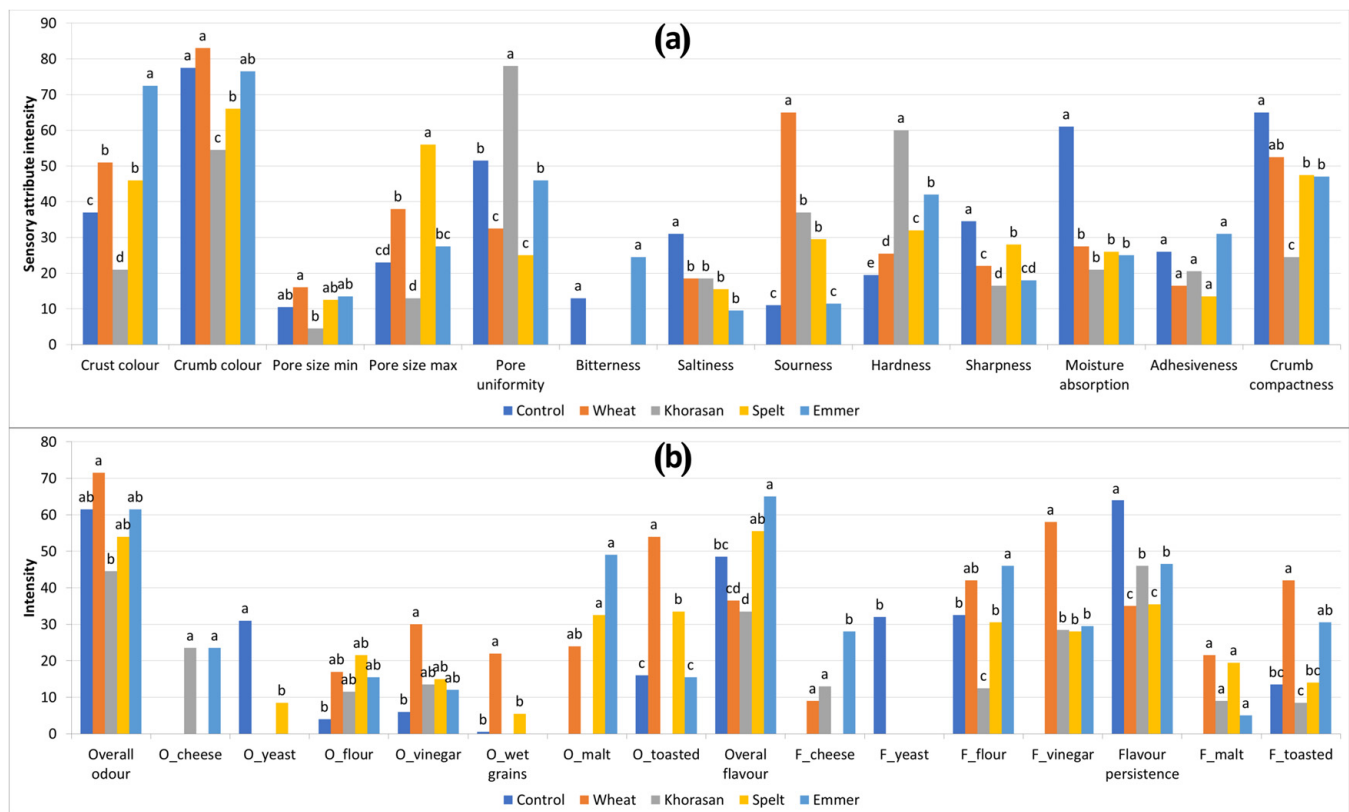 (a)
Sensory attribute intensity
90
80
70
60
50
40
30
20
10
0
c b d b a
a a c b ab
ab a b ab ab
cd b d a bc
b c a c b
a a
a b b b b
c a b b c
e d a c b
a c d b cd
a b b b b
a a a a a
a ab c b b
Crust colour
Crumb colour
Pore size min
Pore size max
Pore
uniformity
Bitterness
Saltiness
Sourness
Hardness
Sharpness
Moisture
absorption
Adhesiveness
Crumb
compactness
Control Wheat Khorasan Spelt Emmer
(b)
Intensity
80
70
60
50
40
30
20
10
0
ab a b ab ab
a a
a b
b ab ab ab ab
b a ab ab b
b a b
ab a a
c a b c
bc cd d ab a
a a b
b
b ab c b a
a b b b
a c b c b
a a a a
bc a c bc ab
Overall
odour
O_cheese
O_yeast
O_flour
O_vinegar
O_wet
grains
O_malt
O_toasted
Overal
flavour
F_cheese
F_yeast
F_flour
F_vinegar
Flavour
persistence
F_malt
F_toasted
Control Wheat Khorasan Spelt Emmer